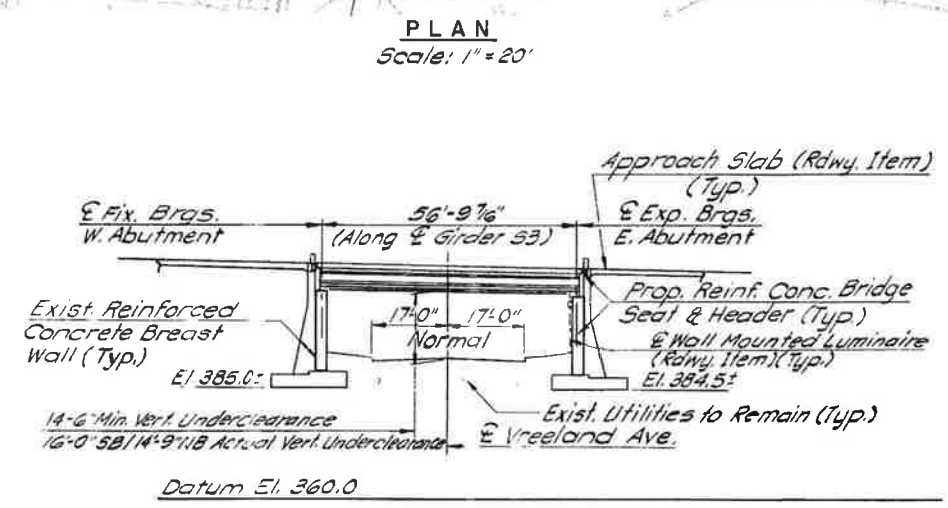 PLAN
Scale: 1" = 20'
Approach Slab (Rdwy. Item)
(Typ.)
℄ Fix. Brgs.
W. Abutment
56'-9 7/16"
(Along ℄ Girder S3)
℄ Exp. Brgs.
E. Abutment
Exist. Reinforced
Concrete Breast
Wall (Typ.)
17'-0"
17'-0"
Normal
Prop. Reinf. Conc. Bridge
Seat & Header (Typ.)
℄ Wall Mounted Luminaire
(Rdwy. Item)(Typ.)
El. 385.0±
El. 384.5±
14'-6" Min. Vert. Underclearance
16'-0" SB/14'-9" NB Actual Vert. Underclearance
Exist. Utilities to Remain (Typ.)
℄ Vreeland Ave.
Datum El. 360.0